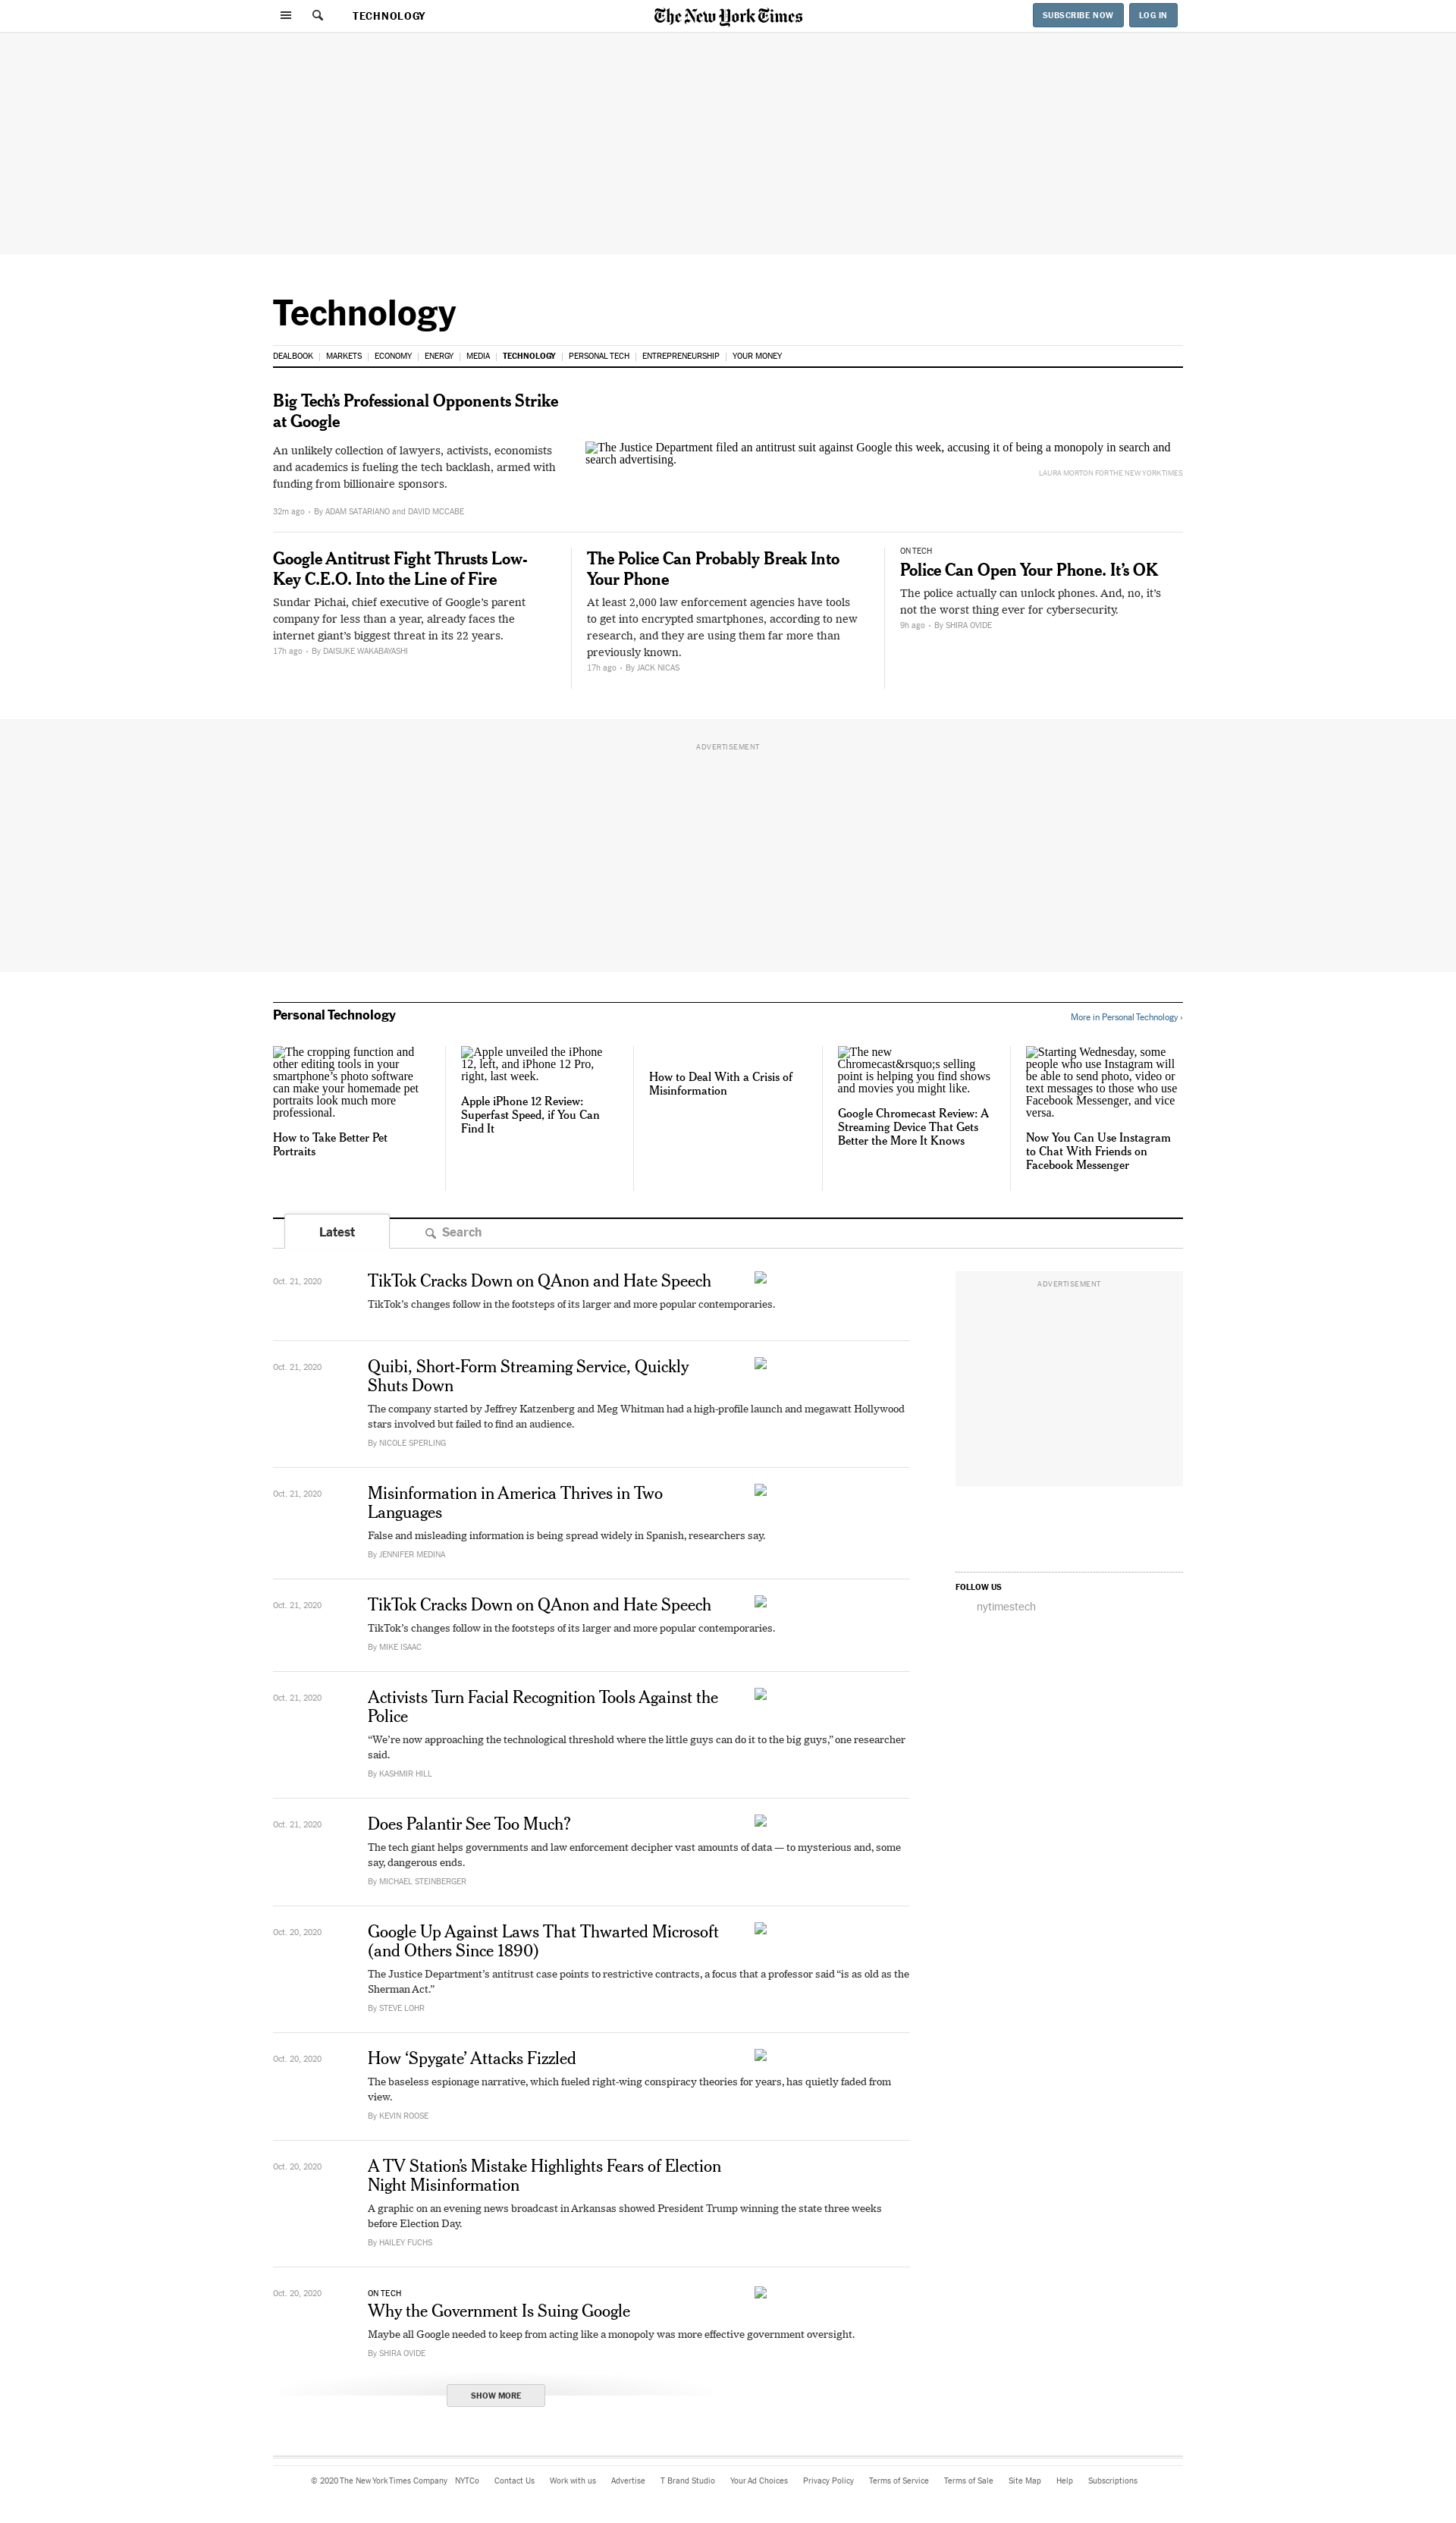 TECHNOLOGY
The New York Times
SUBSCRIBE NOW
LOG IN
Technology
DEALBOOK
MARKETS
ECONOMY
ENERGY
MEDIA
TECHNOLOGY
PERSONAL TECH
ENTREPRENEURSHIP
YOUR MONEY
Big Tech’s Professional Opponents Strike
at Google
An unlikely collection of lawyers, activists, economists
and academics is fueling the tech backlash, armed with
funding from billionaire sponsors.
32m ago • By ADAM SATARIANO and DAVID MCCABE
The Justice Department filed an antitrust suit against Google this week, accusing it of being a monopoly in search and
search advertising.
LAURA MORTON FOR THE NEW YORK TIMES
Google Antitrust Fight Thrusts Low-
Key C.E.O. Into the Line of Fire
Sundar Pichai, chief executive of Google’s parent
company for less than a year, already faces the
internet giant’s biggest threat in its 22 years.
17h ago • By DAISUKE WAKABAYASHI
The Police Can Probably Break Into
Your Phone
At least 2,000 law enforcement agencies have tools
to get into encrypted smartphones, according to new
research, and they are using them far more than
previously known.
17h ago • By JACK NICAS
ON TECH
Police Can Open Your Phone. It’s OK
The police actually can unlock phones. And, no, it’s
not the worst thing ever for cybersecurity.
9h ago • By SHIRA OVIDE
ADVERTISEMENT
Personal Technology
More in Personal Technology ›
The cropping function and
other editing tools in your
smartphone’s photo software
can make your homemade pet
portraits look much more
professional.
How to Take Better Pet
Portraits
Apple unveiled the iPhone
12, left, and iPhone 12 Pro,
right, last week.
Apple iPhone 12 Review:
Superfast Speed, if You Can
Find It
How to Deal With a Crisis of
Misinformation
The new
Chromecast&rsquo;s selling
point is helping you find shows
and movies you might like.
Google Chromecast Review: A
Streaming Device That Gets
Better the More It Knows
Starting Wednesday, some
people who use Instagram will
be able to send photo, video or
text messages to those who use
Facebook Messenger, and vice
versa.
Now You Can Use Instagram
to Chat With Friends on
Facebook Messenger
Latest
Search
Oct. 21, 2020
TikTok Cracks Down on QAnon and Hate Speech
TikTok’s changes follow in the footsteps of its larger and more popular contemporaries.
ADVERTISEMENT
Oct. 21, 2020
Quibi, Short-Form Streaming Service, Quickly
Shuts Down
The company started by Jeffrey Katzenberg and Meg Whitman had a high-profile launch and megawatt Hollywood
stars involved but failed to find an audience.
By NICOLE SPERLING
Oct. 21, 2020
Misinformation in America Thrives in Two
Languages
False and misleading information is being spread widely in Spanish, researchers say.
By JENNIFER MEDINA
FOLLOW US
nytimestech
Oct. 21, 2020
TikTok Cracks Down on QAnon and Hate Speech
TikTok’s changes follow in the footsteps of its larger and more popular contemporaries.
By MIKE ISAAC
Oct. 21, 2020
Activists Turn Facial Recognition Tools Against the
Police
“We’re now approaching the technological threshold where the little guys can do it to the big guys,” one researcher
said.
By KASHMIR HILL
Oct. 21, 2020
Does Palantir See Too Much?
The tech giant helps governments and law enforcement decipher vast amounts of data — to mysterious and, some
say, dangerous ends.
By MICHAEL STEINBERGER
Oct. 20, 2020
Google Up Against Laws That Thwarted Microsoft
(and Others Since 1890)
The Justice Department’s antitrust case points to restrictive contracts, a focus that a professor said “is as old as the
Sherman Act.”
By STEVE LOHR
Oct. 20, 2020
How ‘Spygate’ Attacks Fizzled
The baseless espionage narrative, which fueled right-wing conspiracy theories for years, has quietly faded from
view.
By KEVIN ROOSE
Oct. 20, 2020
A TV Station’s Mistake Highlights Fears of Election
Night Misinformation
A graphic on an evening news broadcast in Arkansas showed President Trump winning the state three weeks
before Election Day.
By HAILEY FUCHS
Oct. 20, 2020
ON TECH
Why the Government Is Suing Google
Maybe all Google needed to keep from acting like a monopoly was more effective government oversight.
By SHIRA OVIDE
SHOW MORE
© 2020 The New York Times Company
NYTCo
Contact Us
Work with us
Advertise
T Brand Studio
Your Ad Choices
Privacy Policy
Terms of Service
Terms of Sale
Site Map
Help
Subscriptions